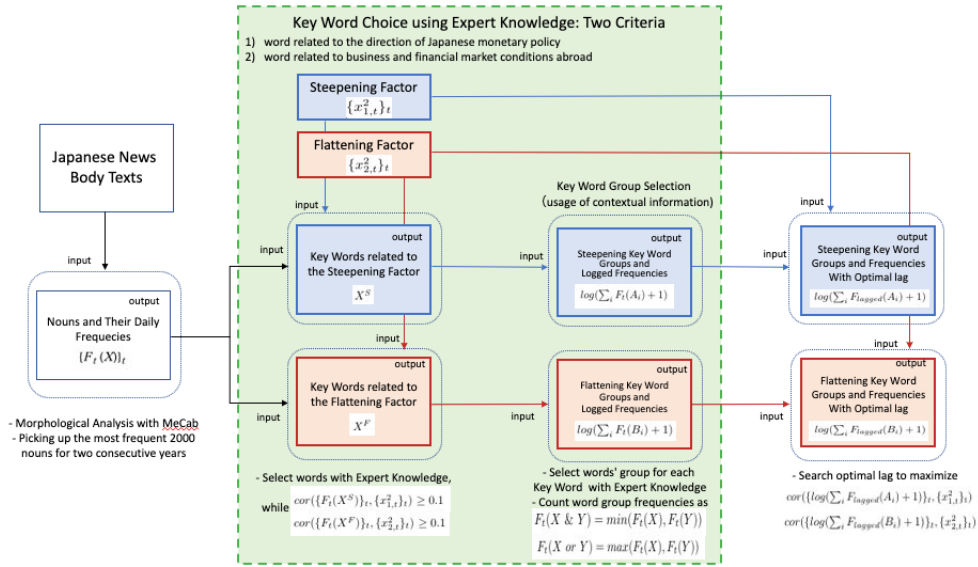 Key Word Choice using Expert Knowledge: Two Criteria
1) word related to the direction of Japanese monetary policy
2) word related to business and financial market conditions abroad
Steepening Factor
{x²₁,ₜ}ₜ
Flattening Factor
{x²₂,ₜ}ₜ
Japanese News
Body Texts
input
output
Nouns and Their Daily
Frequecies
{Fₜ(X)}ₜ
- Morphological Analysis with MeCab
- Picking up the most frequent 2000
nouns for two consecutive years
input
input
output
Key Words related to
the Steepening Factor
X^S
input
input
output
Key Words related to
the Flattening Factor
X^F
- Select words with Expert Knowledge,
while cor({Fₜ(X^S)}ₜ, {x²₁,ₜ}ₜ) ≥ 0.1
cor({Fₜ(X^F)}ₜ, {x²₂,ₜ}ₜ) ≥ 0.1
Key Word Group Selection
(usage of contextual information)
input
output
Steepening Key Word
Groups and
Logged Frequencies
log(∑ᵢ Fₜ(Aᵢ) + 1)
input
output
Flattening Key Word
Groups and
Logged Frequencies
log(∑ᵢ Fₜ(Bᵢ) + 1)
- Select words' group for each
Key Word with Expert Knowledge
- Count word group frequencies as
Fₜ(X & Y) = min(Fₜ(X), Fₜ(Y))
Fₜ(X or Y) = max(Fₜ(X), Fₜ(Y))
input
input
output
Steepening Key Word
Groups and Frequencies
With Optimal lag
log(∑ᵢ F_lagged(Aᵢ) + 1)
input
input
output
Flattening Key Word
Groups and Frequencies
With Optimal lag
log(∑ᵢ F_lagged(Bᵢ) + 1)
- Search optimal lag to maximize
cor({log(∑ᵢ F_lagged(Aᵢ) + 1)}ₜ, {x²₁,ₜ}ₜ)
cor({log(∑ᵢ F_lagged(Bᵢ) + 1)}ₜ, {x²₂,ₜ}ₜ)